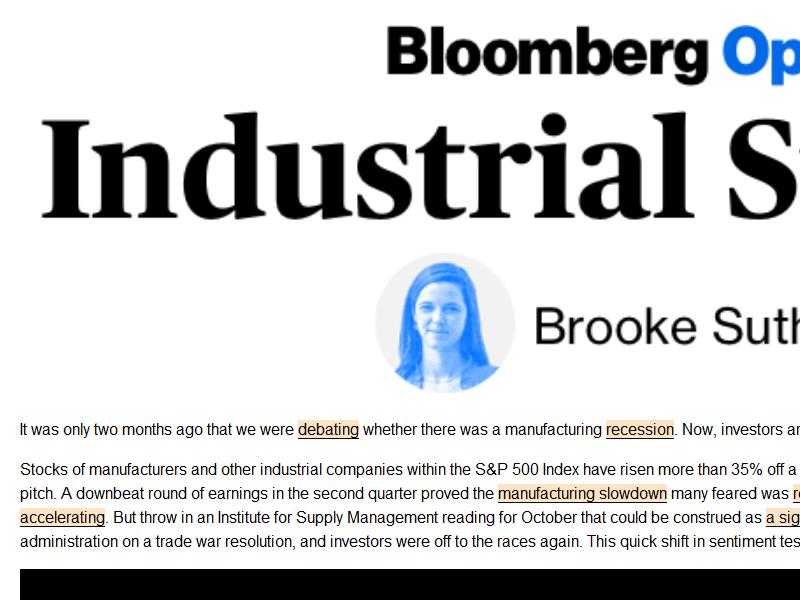 Bloomberg Op
Industrial S
Brooke Suth
It was only two months ago that we were debating whether there was a manufacturing recession. Now, investors ar
Stocks of manufacturers and other industrial companies within the S&P 500 Index have risen more than 35% off a
pitch. A downbeat round of earnings in the second quarter proved the manufacturing slowdown many feared was r
accelerating. But throw in an Institute for Supply Management reading for October that could be construed as a sig
administration on a trade war resolution, and investors were off to the races again. This quick shift in sentiment tes